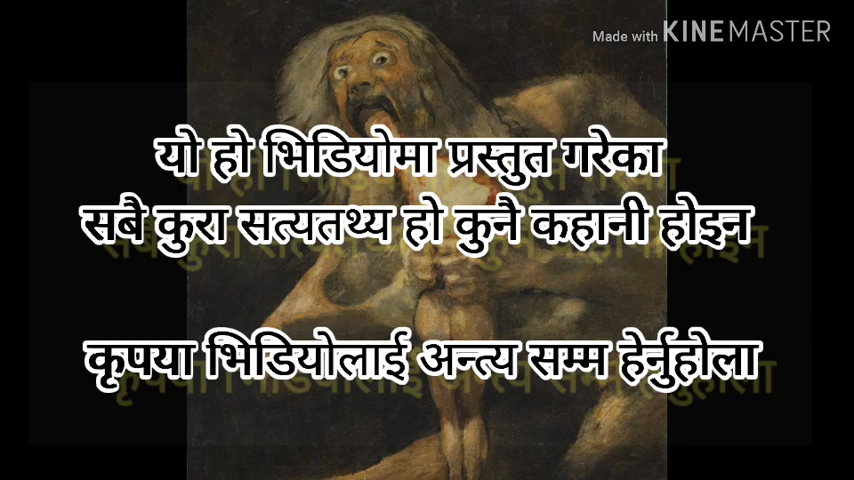 Made with KINEMASTER
यो हो भिडियोमा प्रस्तुत गरेका
सबै कुरा सत्यतथ्य हो कुनै कहानी होइन
कृपया भिडियोलाई अन्त्य सम्म हेर्नुहोला